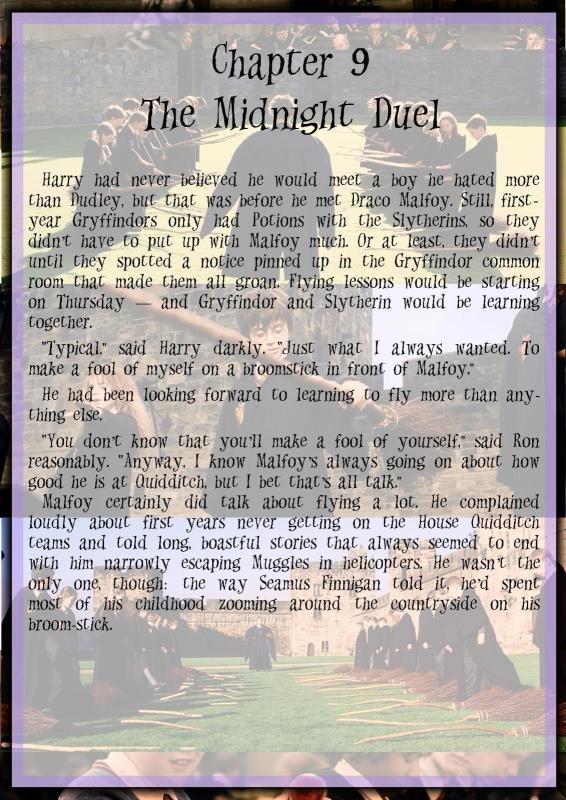 Chapter 9
The Midnight Duel
Harry had never believed he would meet a boy he hated more
than Dudley, but that was before he met Draco Malfoy. Still, first-
year Gryffindors only had Potions with the Slytherins, so they
didn't have to put up with Malfoy much. Or at least, they didn't
until they spotted a notice pinned up in the Gryffindor common
room that made them all groan. Flying lessons would be starting
on Thursday — and Gryffindor and Slytherin would be learning
together.
"Typical," said Harry darkly. "Just what I always wanted. To
make a fool of myself on a broomstick in front of Malfoy."
He had been looking forward to learning to fly more than any-
thing else.
"You don't know that you'll make a fool of yourself," said Ron
reasonably. "Anyway, I know Malfoy's always going on about how
good he is at Quidditch, but I bet that's all talk."
Malfoy certainly did talk about flying a lot. He complained
loudly about first years never getting on the House Quidditch
teams and told long, boastful stories that always seemed to end
with him narrowly escaping Muggles in helicopters. He wasn't the
only one, though: the way Seamus Finnigan told it, he'd spent
most of his childhood zooming around the countryside on his
broom-stick.